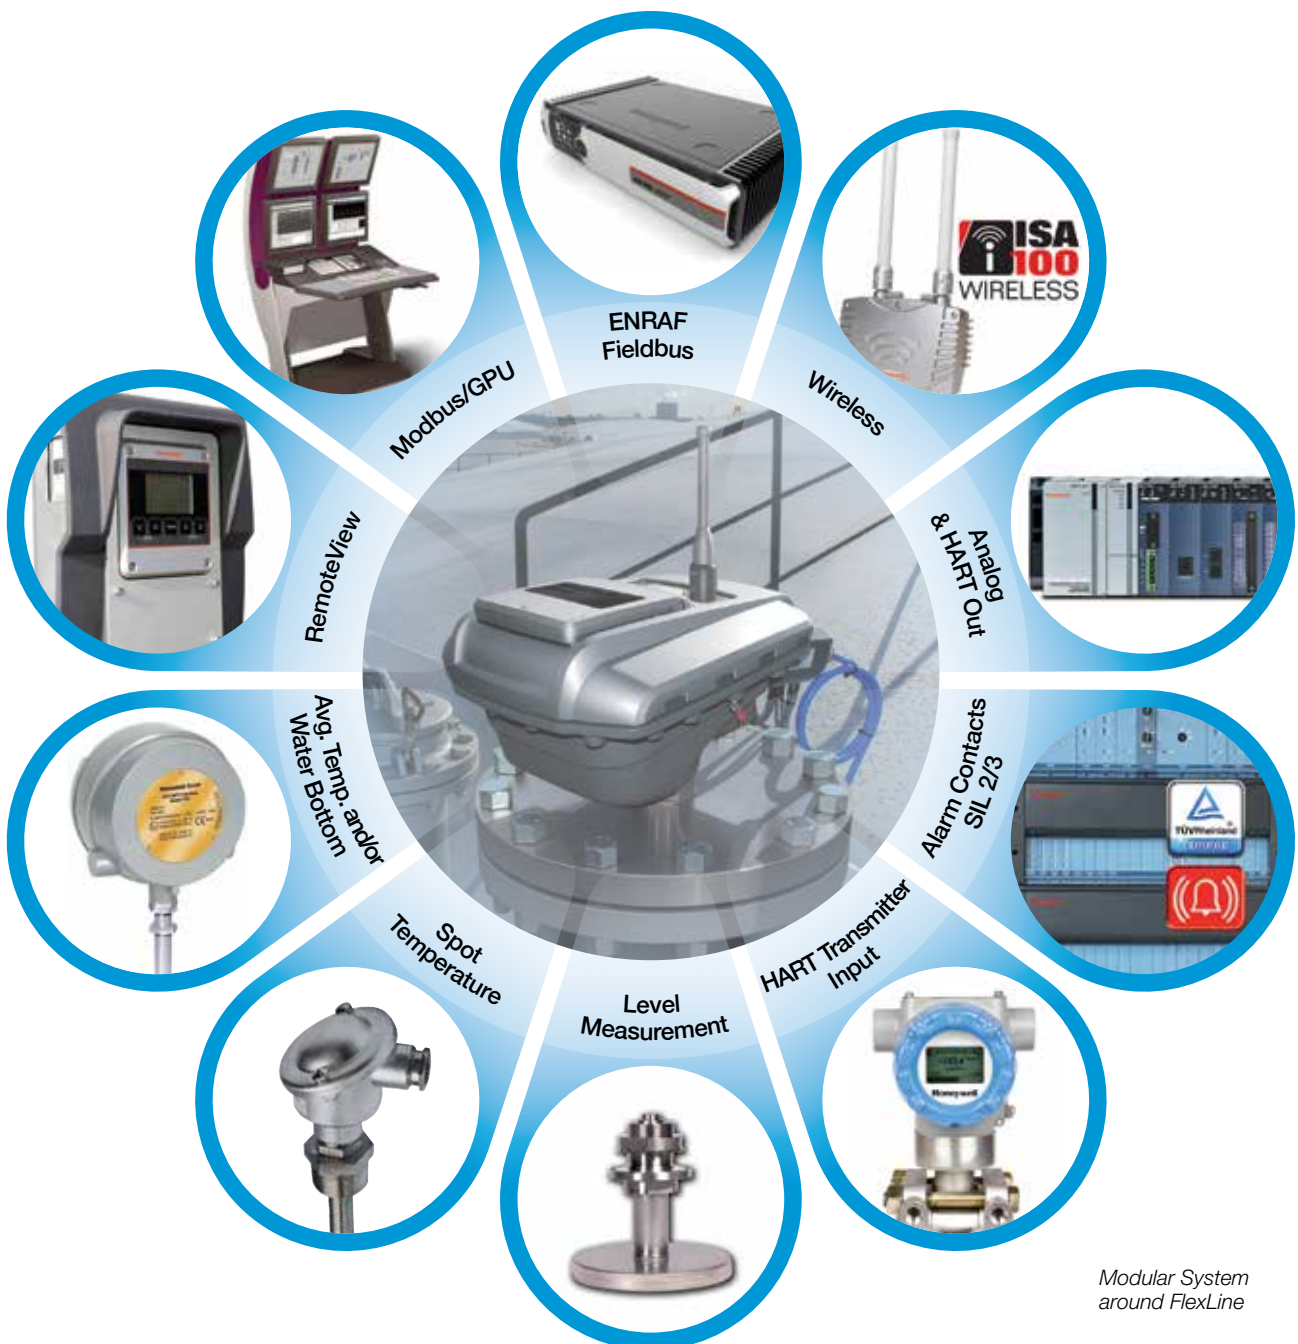 ENRAF
Fieldbus
ISA
100
WIRELESS
Wireless
Analog
& HART Out
Alarm Contacts
SIL 2/3
TÜVRheinland
HART Transmitter
Input
Honeywell
Level
Measurement
Spot
Temperature
Avg. Temp. and/or
Water Bottom
RemoteView
Modbus/GPU
Modular System
around FlexLine